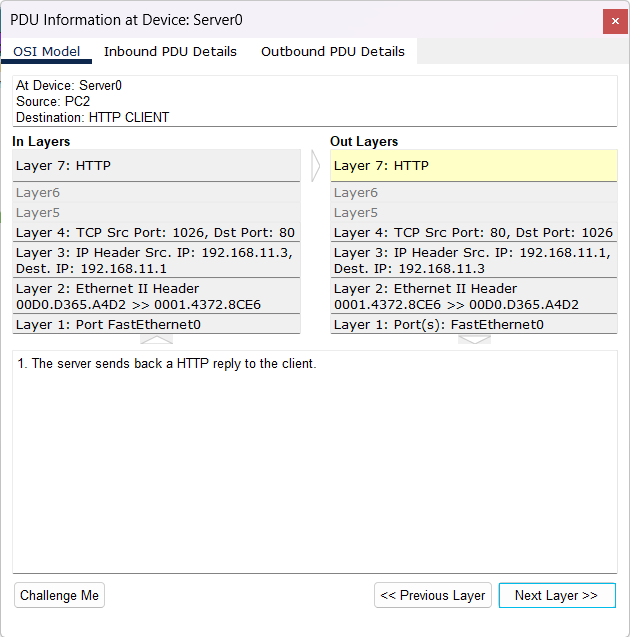 PDU Information at Device: Server0
OSI Model
Inbound PDU Details
Outbound PDU Details
At Device: Server0
Source: PC2
Destination: HTTP CLIENT
In Layers
Layer 7: HTTP
Layer6
Layer5
Layer 4: TCP Src Port: 1026, Dst Port: 80
Layer 3: IP Header Src. IP: 192.168.11.3,
Dest. IP: 192.168.11.1
Layer 2: Ethernet II Header
00D0.D365.A4D2 >> 0001.4372.8CE6
Layer 1: Port FastEthernet0
Out Layers
Layer 7: HTTP
Layer6
Layer5
Layer 4: TCP Src Port: 80, Dst Port: 1026
Layer 3: IP Header Src. IP: 192.168.11.1,
Dest. IP: 192.168.11.3
Layer 2: Ethernet II Header
0001.4372.8CE6 >> 00D0.D365.A4D2
Layer 1: Port(s): FastEthernet0
1. The server sends back a HTTP reply to the client.
Challenge Me
<< Previous Layer
Next Layer >>